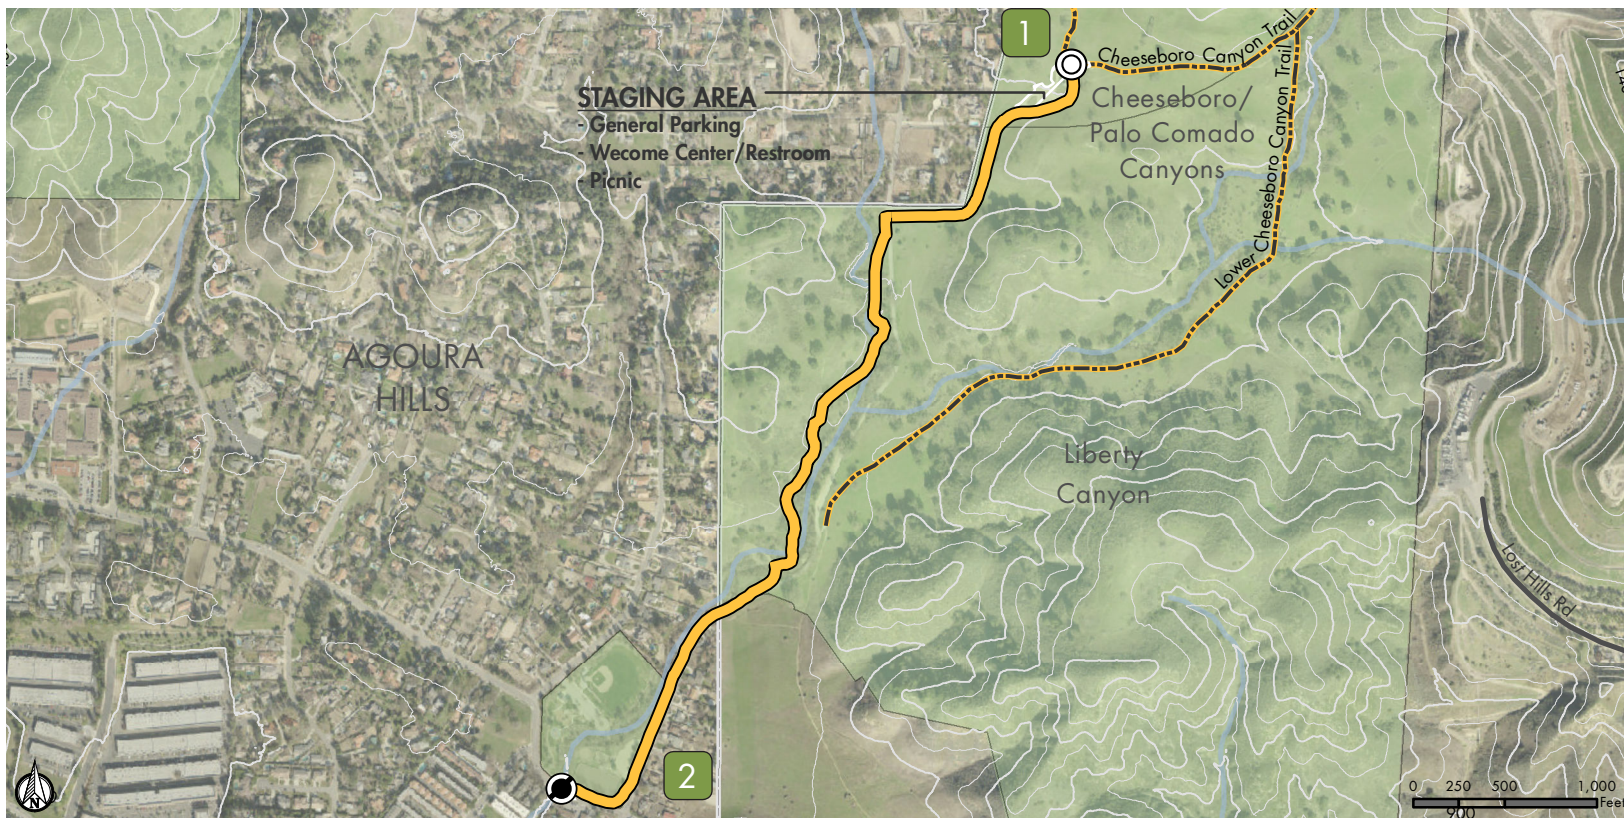 1
Cheeseboro Canyon Trail
STAGING AREA
- General Parking
- Wecome Center/Restroom
- Picnic
Cheeseboro/
Palo Comado
Canyons
Lower Cheeseboro Canyon Trail
AGOURA
HILLS
Liberty
Canyon
Lost Hills Rd
2
N
0 250 500 1,000
Feet
900